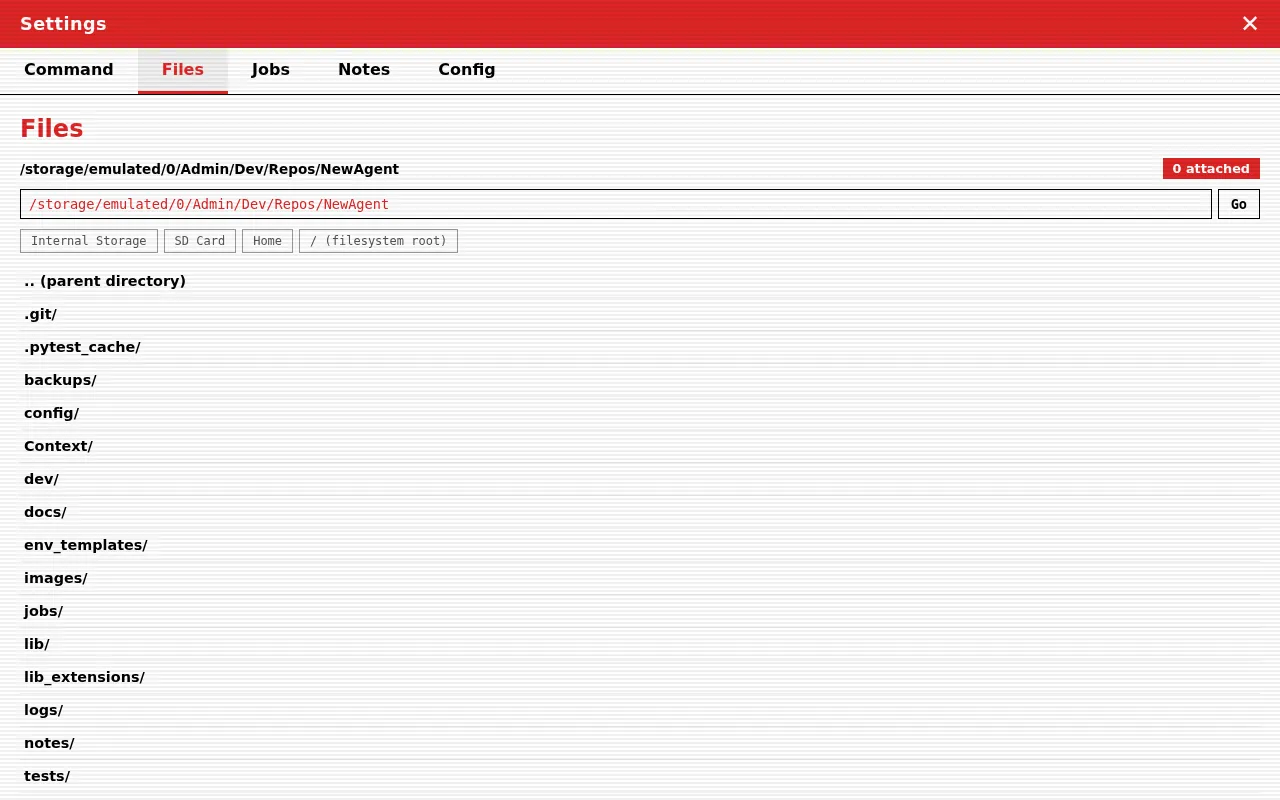 Settings ✕
Command Files Jobs Notes Config
Files
/storage/emulated/0/Admin/Dev/Repos/NewAgent 0 attached
/storage/emulated/0/Admin/Dev/Repos/NewAgent Go
Internal Storage SD Card Home / (filesystem root)
.. (parent directory)
.git/
.pytest_cache/
backups/
config/
Context/
dev/
docs/
env_templates/
images/
jobs/
lib/
lib_extensions/
logs/
notes/
tests/